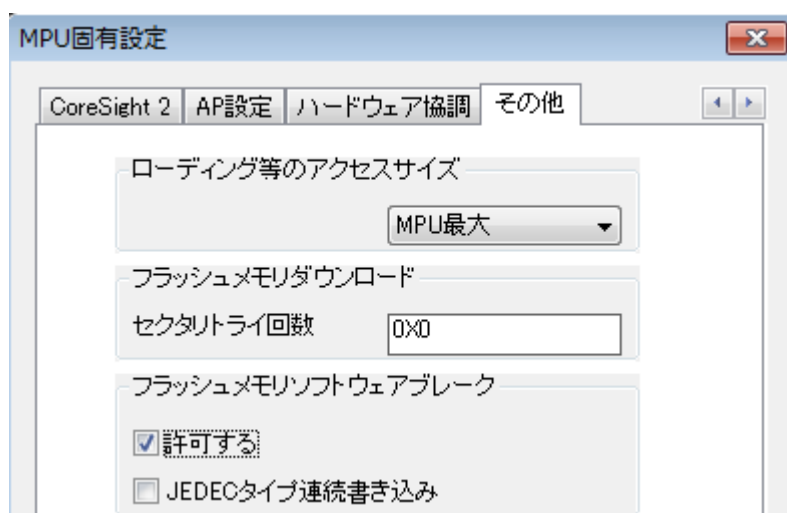 MPU固有設定
CoreSight 2 AP設定 ハードウェア協調 その他
ローディング等のアクセスサイズ
MPU最大
フラッシュメモリダウンロード
セクタリトライ回数 0X0
フラッシュメモリソフトウェアブレーク
許可する
JEDECタイプ連続書き込み